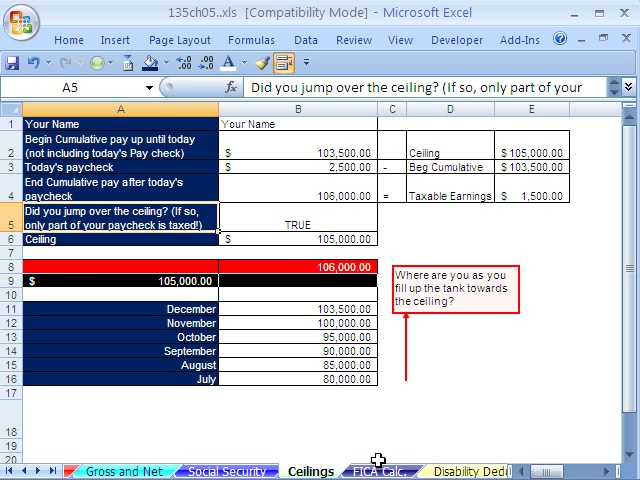 135ch05..xls [Compatibility Mode] - Microsoft Excel
Home Insert Page Layout Formulas Data Review View Developer Add-Ins
A5 fx Did you jump over the ceiling? (If so, only part of your
A B C D E
1 Your Name Your Name
Begin Cumulative pay up until today
2 (not including today's Pay check) $ 103,500.00 Ceiling $ 105,000.00
3 Today's paycheck $ 2,500.00 - Beg Cumulative $ 103,500.00
End Cumulative pay after today's
4 paycheck 106,000.00 = Taxable Earnings $ 1,500.00
Did you jump over the ceiling? (If so,
5 only part of your paycheck is taxed!) TRUE
6 Ceiling $ 105,000.00
7
8 106,000.00
9 $ 105,000.00
10
Where are you as you
fill up the tank towards
the ceiling?
11 December 103,500.00
12 November 100,000.00
13 October 95,000.00
14 September 90,000.00
15 August 85,000.00
16 July 80,000.00
17
18
19
20
Gross and Net Social Security Ceilings FICA Calc. Disability Dedu